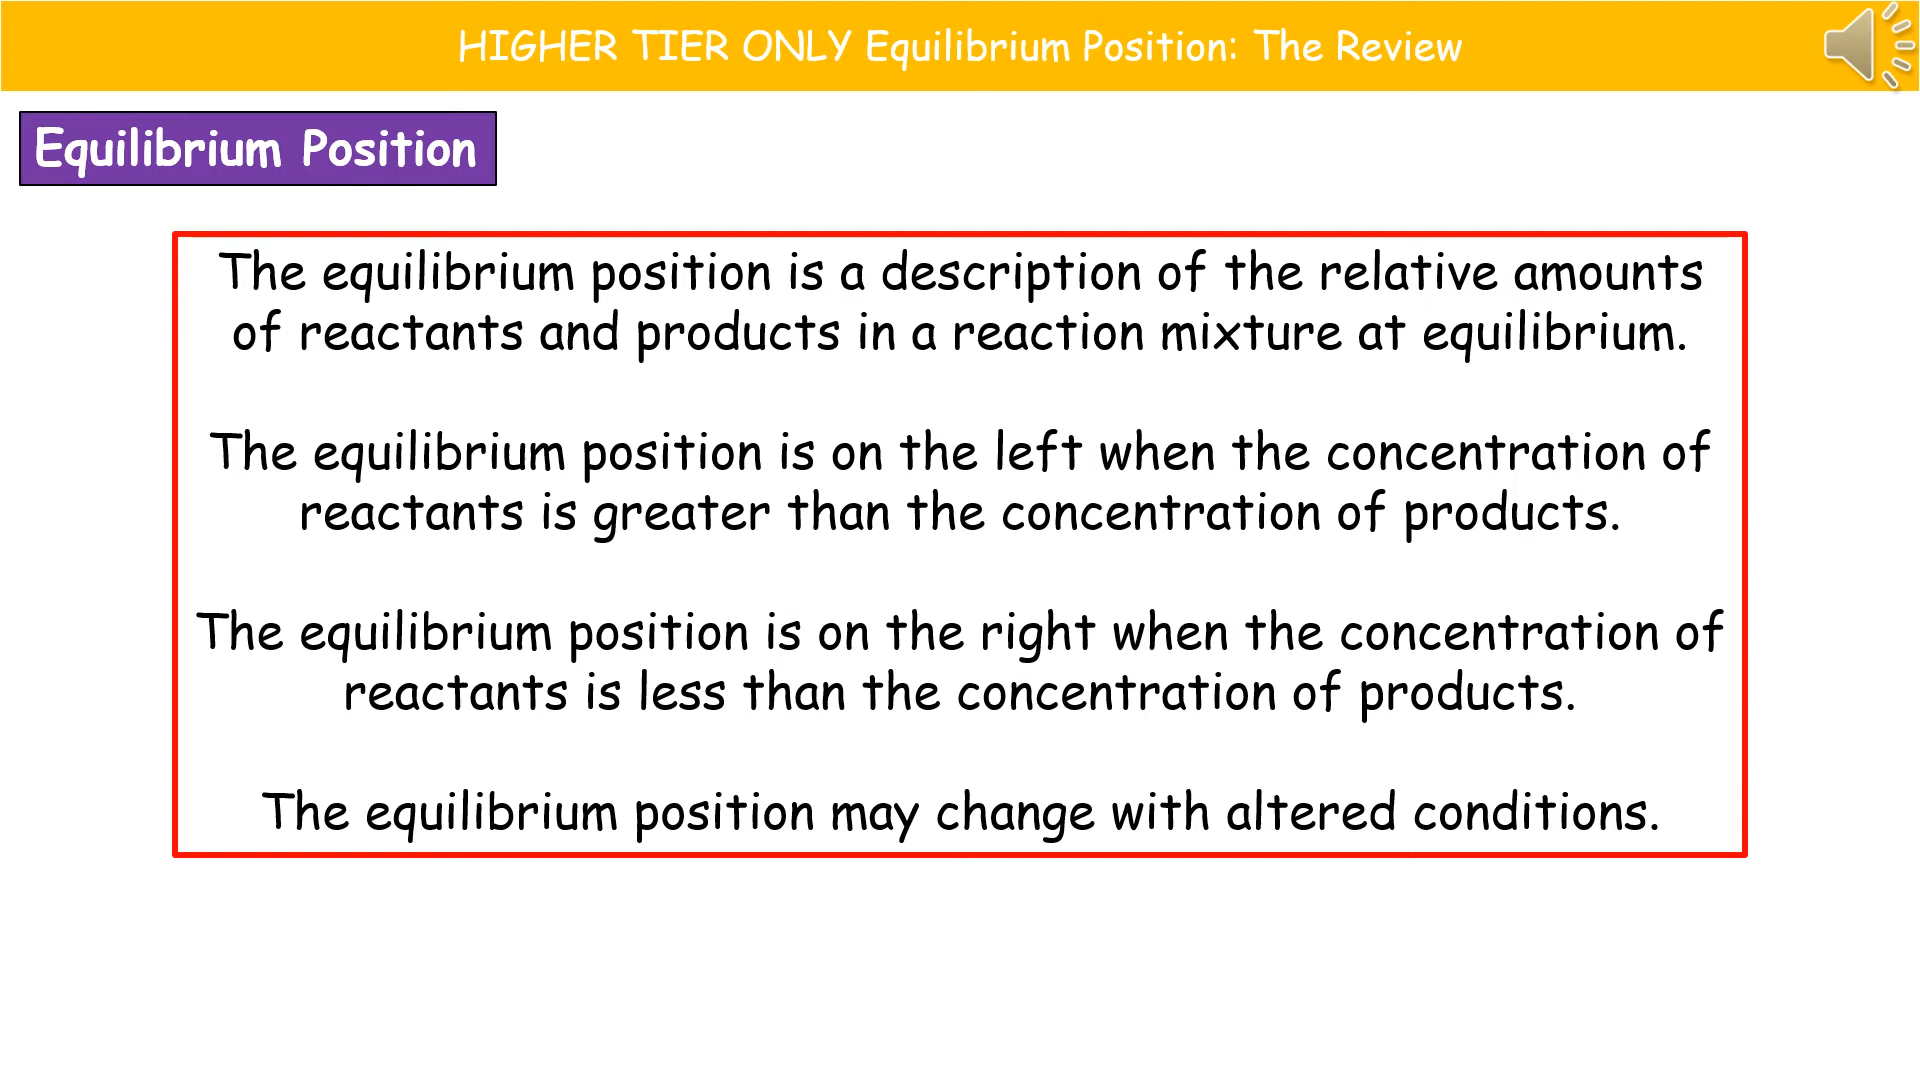 HIGHER TIER ONLY Equilibrium Position: The Review
Equilibrium Position
The equilibrium position is a description of the relative amounts
of reactants and products in a reaction mixture at equilibrium.
The equilibrium position is on the left when the concentration of
reactants is greater than the concentration of products.
The equilibrium position is on the right when the concentration of
reactants is less than the concentration of products.
The equilibrium position may change with altered conditions.